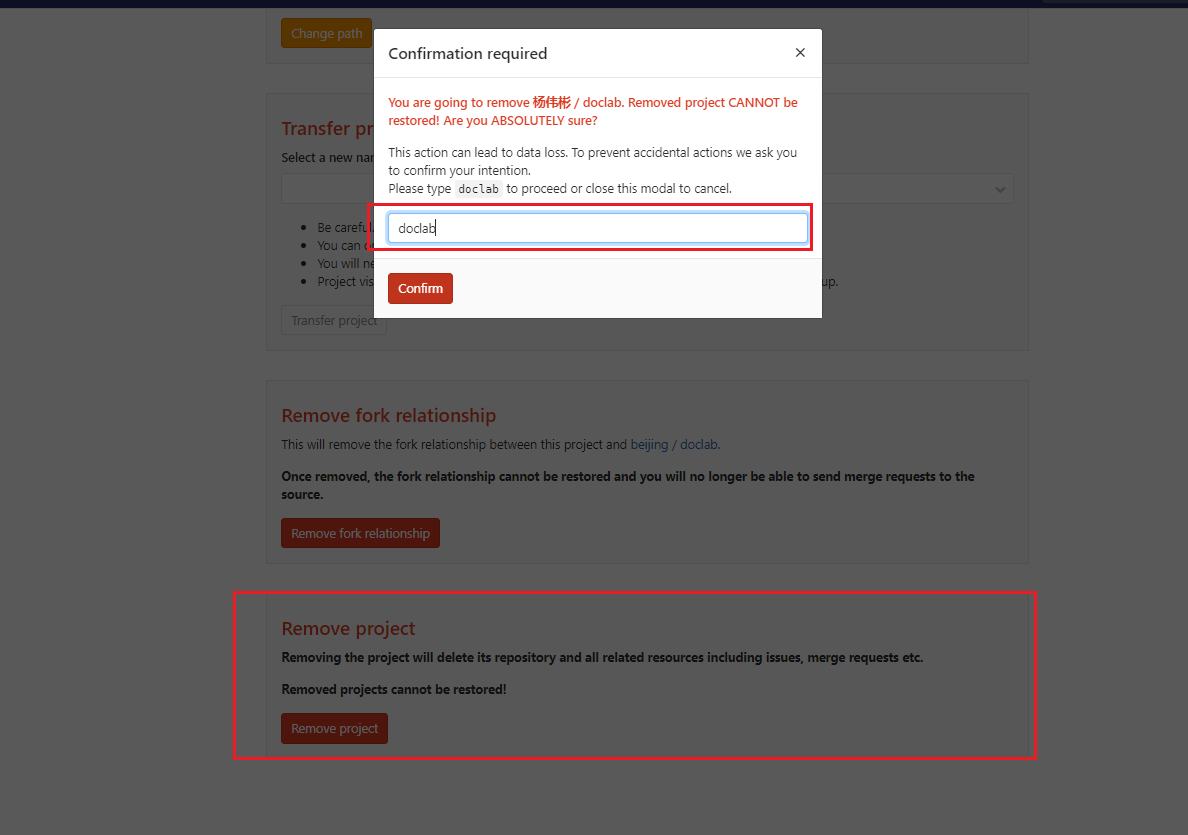 Change path
Confirmation required
×
You are going to remove 杨伟彬 / doclab. Removed project CANNOT be
restored! Are you ABSOLUTELY sure?
This action can lead to data loss. To prevent accidental actions we ask you
to confirm your intention.
Please type doclab to proceed or close this modal to cancel.
doclab
Confirm
Transfer
Select a new
Be careful
You can
You will
Project up.
Transfer project
Remove fork relationship
This will remove the fork relationship between this project and beijing / doclab.
Once removed, the fork relationship cannot be restored and you will no longer be able to send merge requests to the
source.
Remove fork relationship
Remove project
Removing the project will delete its repository and all related resources including issues, merge requests etc.
Removed projects cannot be restored!
Remove project